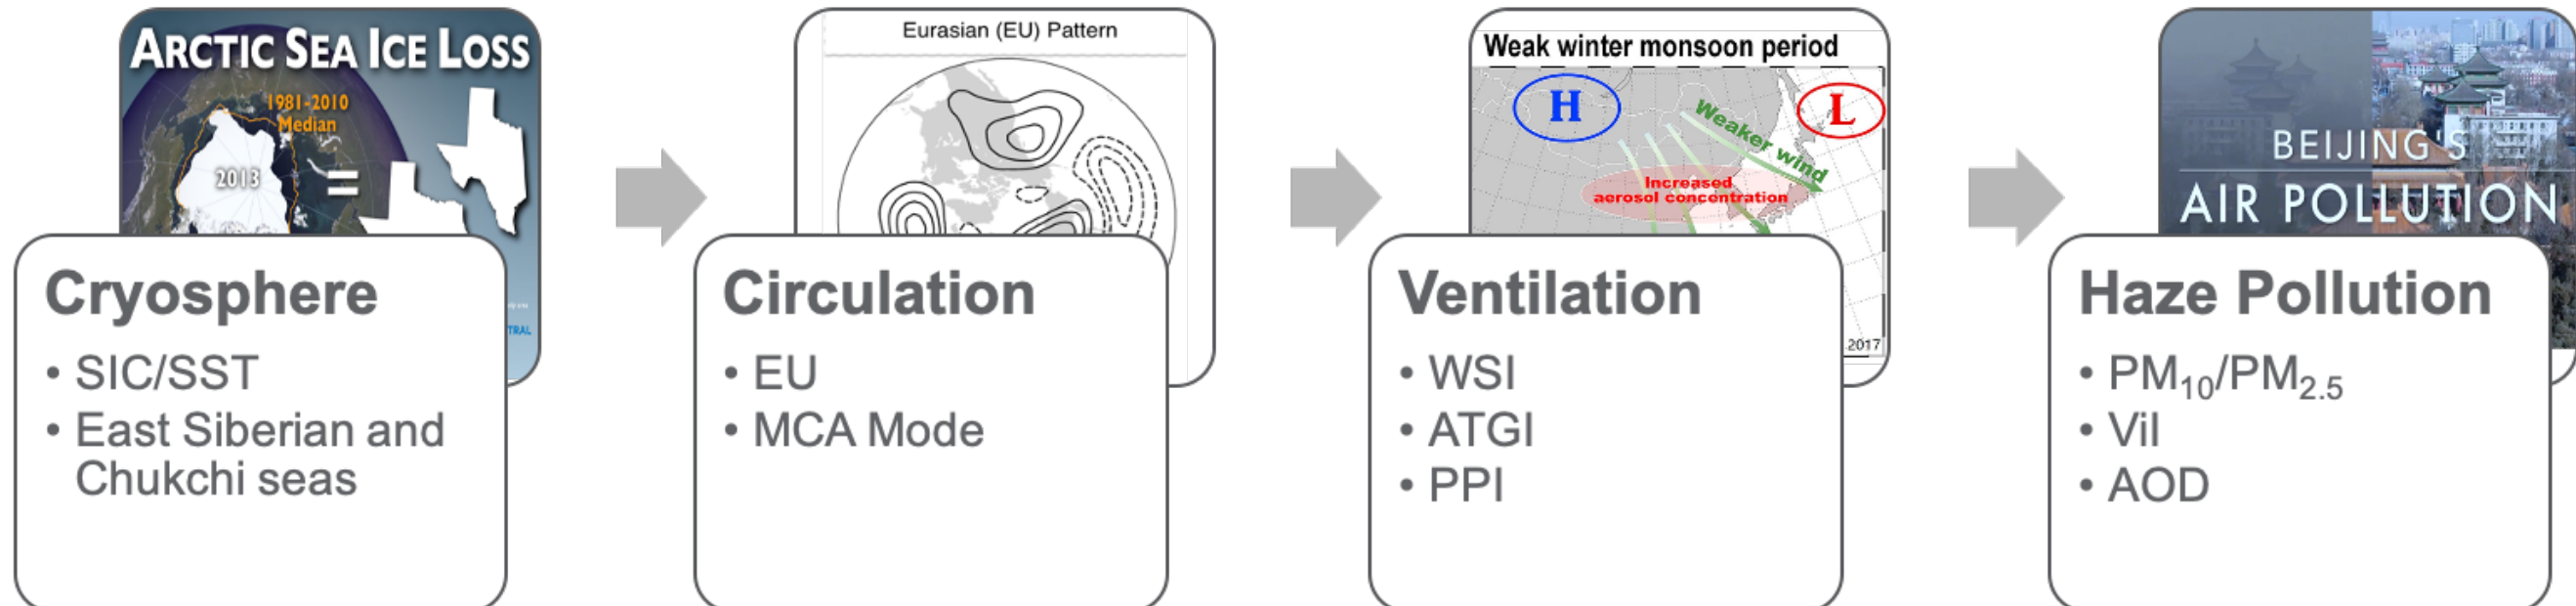 ARCTIC SEA ICE LOSS
1981-2010
Median
2013
=
TRAL
Cryosphere
• SIC/SST
• East Siberian and
Chukchi seas
Eurasian (EU) Pattern
Circulation
• EU
• MCA Mode
Weak winter monsoon period
H
L
Weaker wind
Increased
aerosol concentration
2017
Ventilation
• WSI
• ATGI
• PPI
BEIJING'S
AIR POLLUTION
Haze Pollution
• PM10/PM2.5
• ViI
• AOD